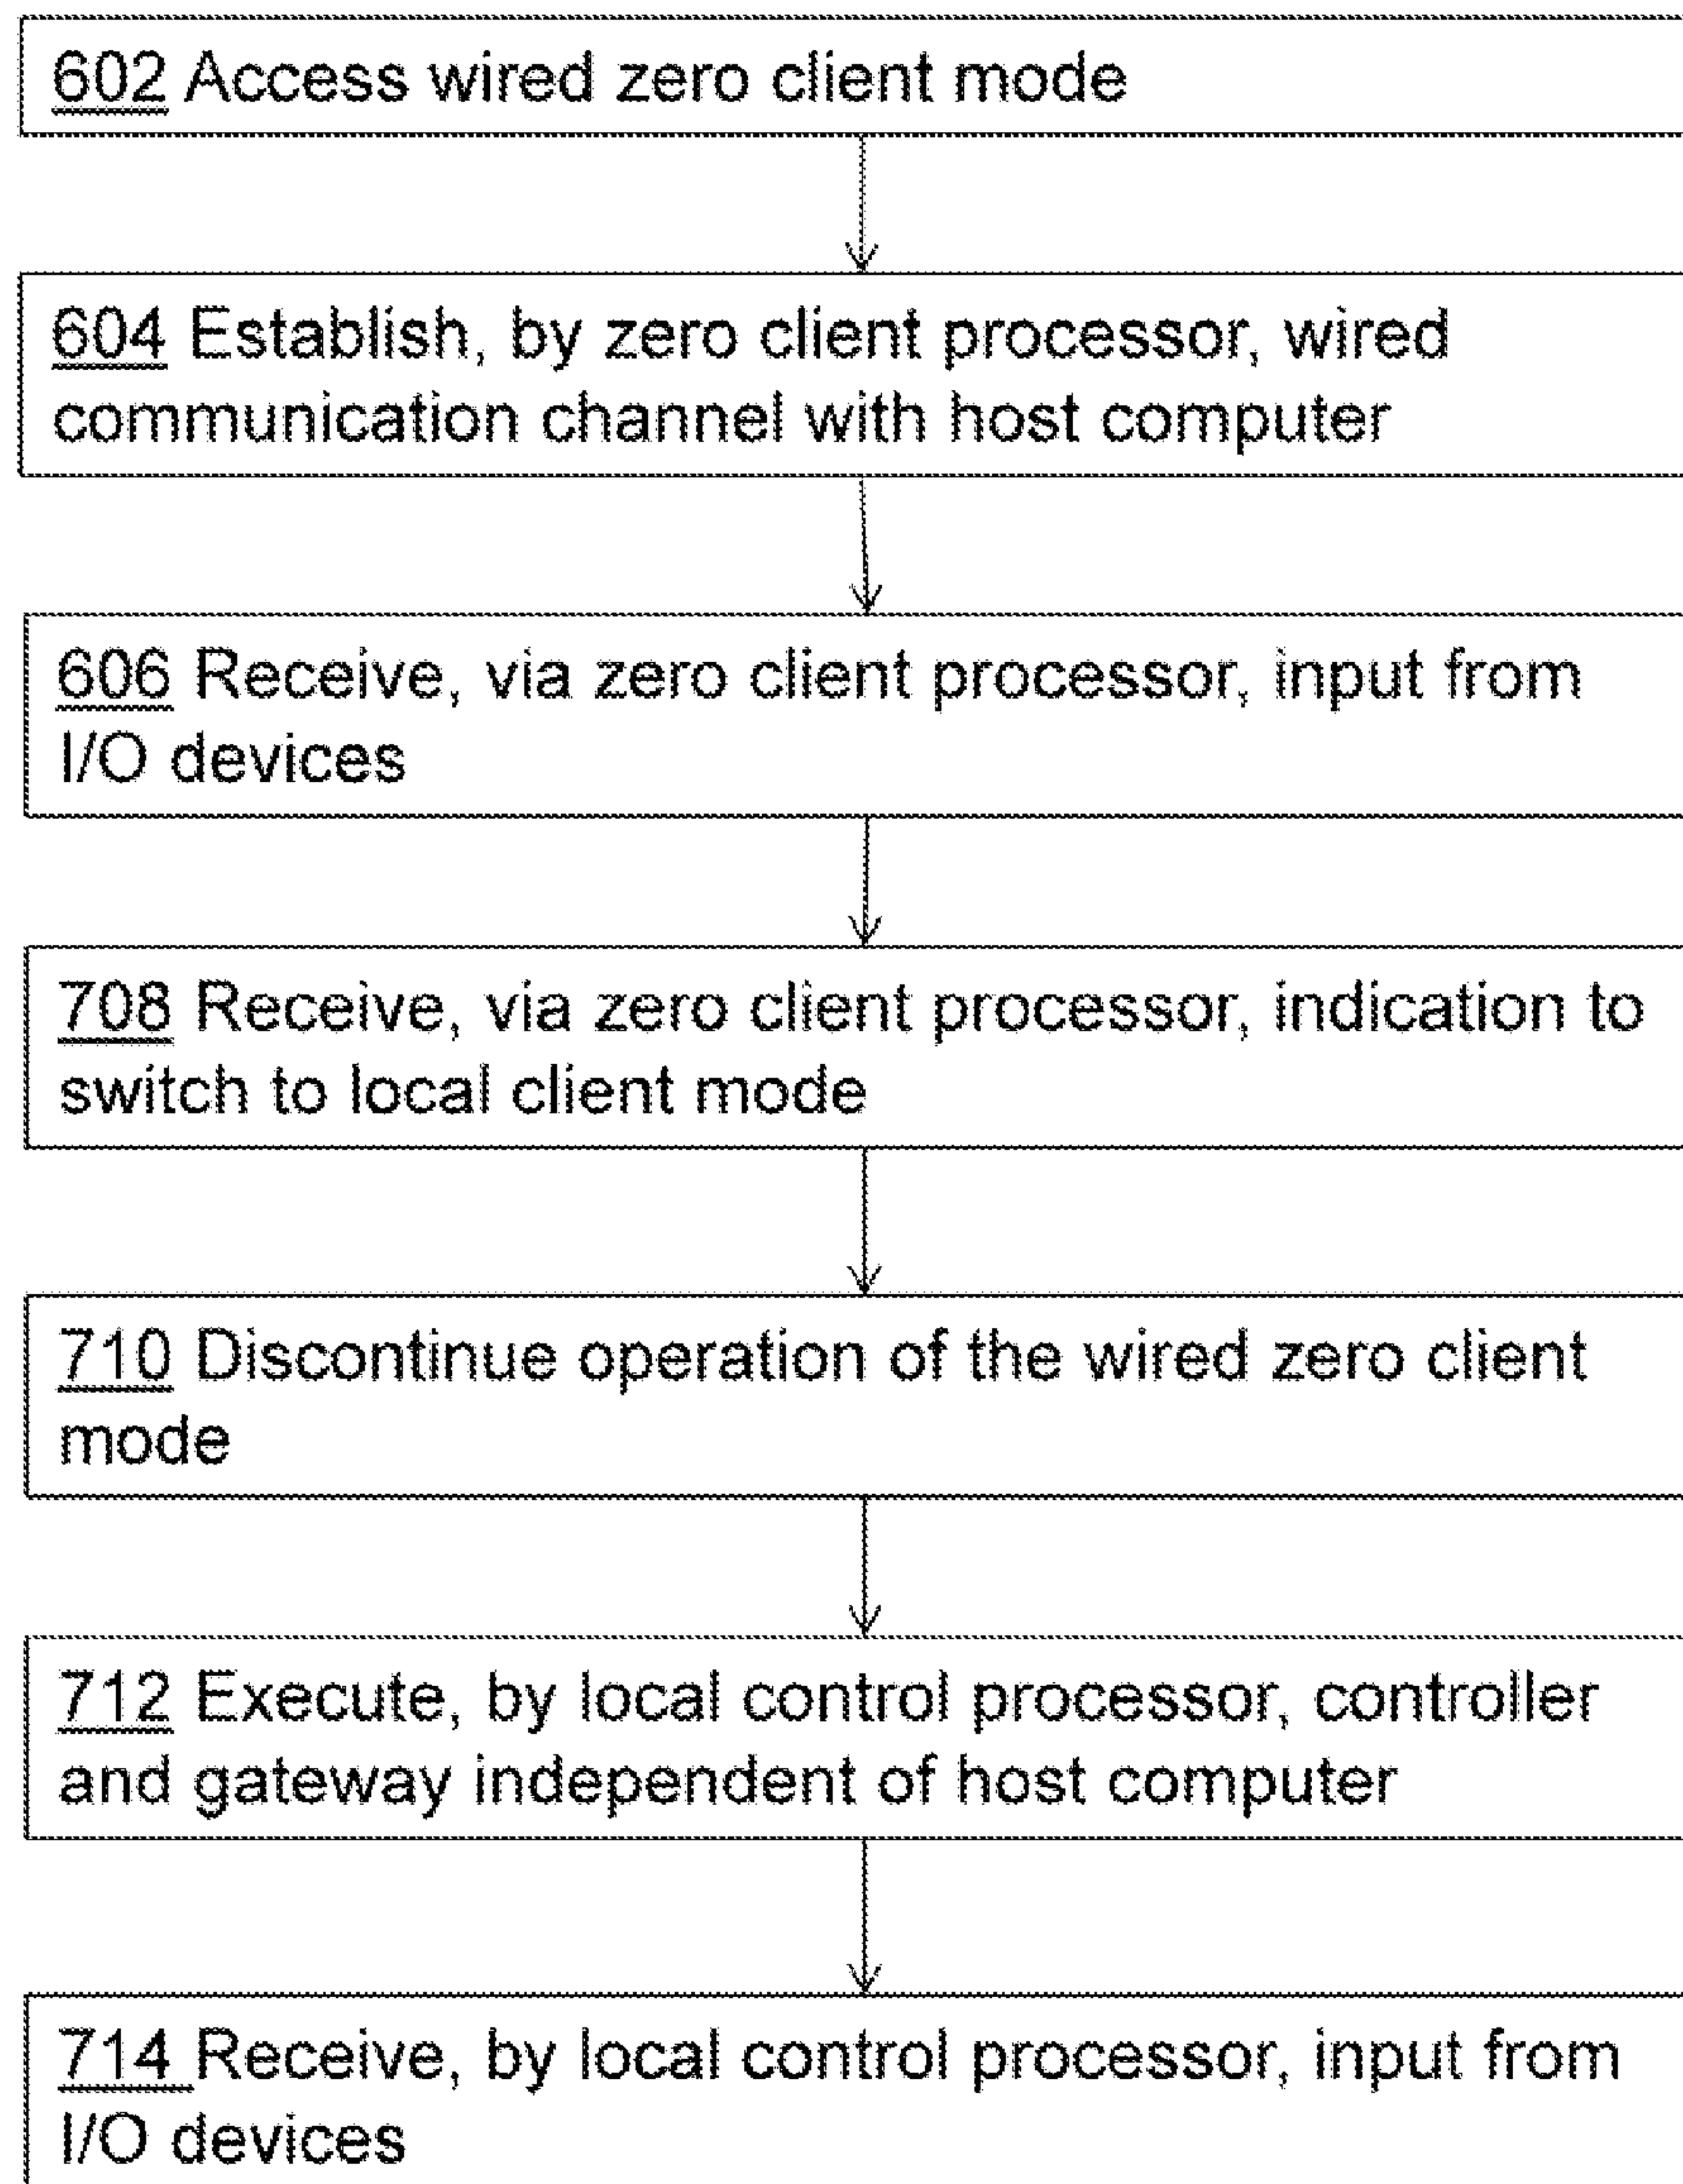 602 Access wired zero client mode
604 Establish, by zero client processor, wired
communication channel with host computer
606 Receive, via zero client processor, input from
I/O devices
708 Receive, via zero client processor, indication to
switch to local client mode
710 Discontinue operation of the wired zero client
mode
712 Execute, by local control processor, controller
and gateway independent of host computer
714 Receive, by local control processor, input from
I/O devices